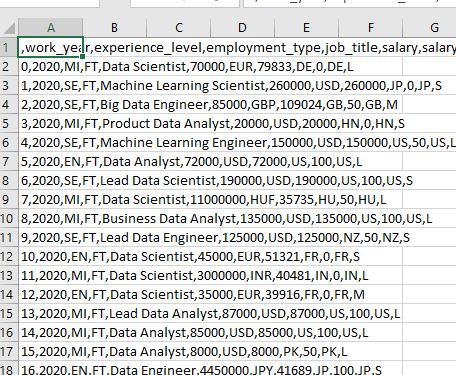 A B C D E F G
1 ,work_year,experience_level,employment_type,job_title,salary,salary
2 0,2020,MI,FT,Data Scientist,70000,EUR,79833,DE,0,DE,L
3 1,2020,SE,FT,Machine Learning Scientist,260000,USD,260000,JP,0,JP,S
4 2,2020,SE,FT,Big Data Engineer,85000,GBP,109024,GB,50,GB,M
5 3,2020,MI,FT,Product Data Analyst,20000,USD,20000,HN,0,HN,S
6 4,2020,SE,FT,Machine Learning Engineer,150000,USD,150000,US,50,US,L
7 5,2020,EN,FT,Data Analyst,72000,USD,72000,US,100,US,L
8 6,2020,SE,FT,Lead Data Scientist,190000,USD,190000,US,100,US,S
9 7,2020,MI,FT,Data Scientist,11000000,HUF,35735,HU,50,HU,L
10 8,2020,MI,FT,Business Data Analyst,135000,USD,135000,US,100,US,L
11 9,2020,SE,FT,Lead Data Engineer,125000,USD,125000,NZ,50,NZ,S
12 10,2020,EN,FT,Data Scientist,45000,EUR,51321,FR,0,FR,S
13 11,2020,MI,FT,Data Scientist,3000000,INR,40481,IN,0,IN,L
14 12,2020,EN,FT,Data Scientist,35000,EUR,39916,FR,0,FR,M
15 13,2020,MI,FT,Lead Data Analyst,87000,USD,87000,US,100,US,L
16 14,2020,MI,FT,Data Analyst,85000,USD,85000,US,100,US,L
17 15,2020,MI,FT,Data Analyst,8000,USD,8000,PK,50,PK,L
18 16,2020,EN,FT,Data Engineer,4450000,JPY,41689,JP,100,JP,S